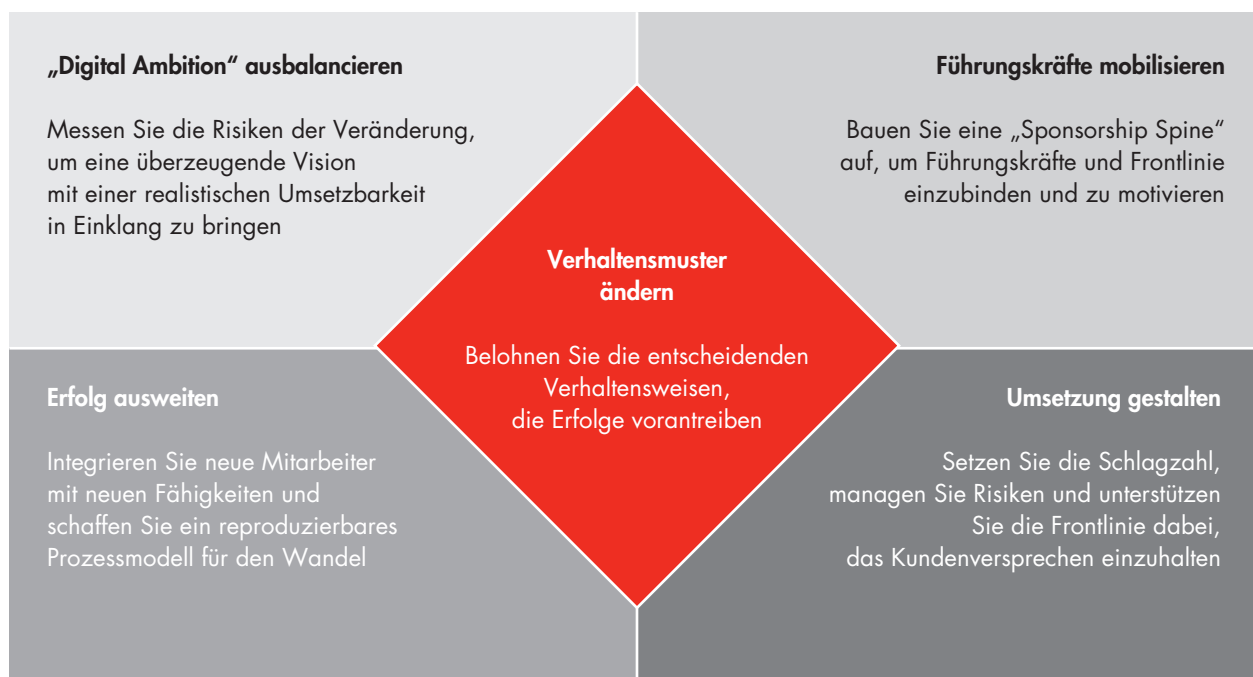 „Digital Ambition“ ausbalancieren
Messen Sie die Risiken der Veränderung,
um eine überzeugende Vision
mit einer realistischen Umsetzbarkeit
in Einklang zu bringen
Führungskräfte mobilisieren
Bauen Sie eine „Sponsorship Spine“
auf, um Führungskräfte und Frontlinie
einzubinden und zu motivieren
Verhaltensmuster
ändern
Belohnen Sie die entscheidenden
Verhaltensweisen,
die Erfolge vorantreiben
Erfolg ausweiten
Integrieren Sie neue Mitarbeiter
mit neuen Fähigkeiten und
schaffen Sie ein reproduzierbares
Prozessmodell für den Wandel
Umsetzung gestalten
Setzen Sie die Schlagzahl,
managen Sie Risiken und unterstützen
Sie die Frontlinie dabei,
das Kundenversprechen einzuhalten